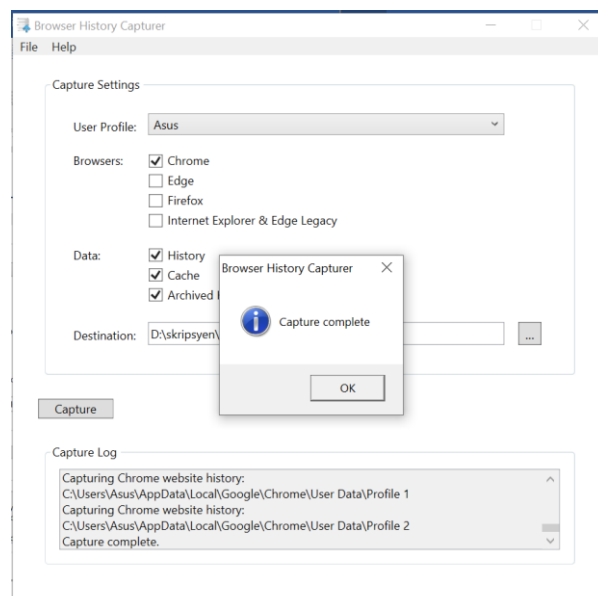 Browser History Capturer
File Help
Capture Settings
User Profile: Asus
Browsers: Chrome
Edge
Firefox
Internet Explorer & Edge Legacy
Data: History
Cache
Archived
Browser History Capturer
Capture complete
OK
Destination: D:\skripsyen\ ...
Capture
Capture Log
Capturing Chrome website history:
C:\Users\Asus\AppData\Local\Google\Chrome\User Data\Profile 1
Capturing Chrome website history:
C:\Users\Asus\AppData\Local\Google\Chrome\User Data\Profile 2
Capture complete.